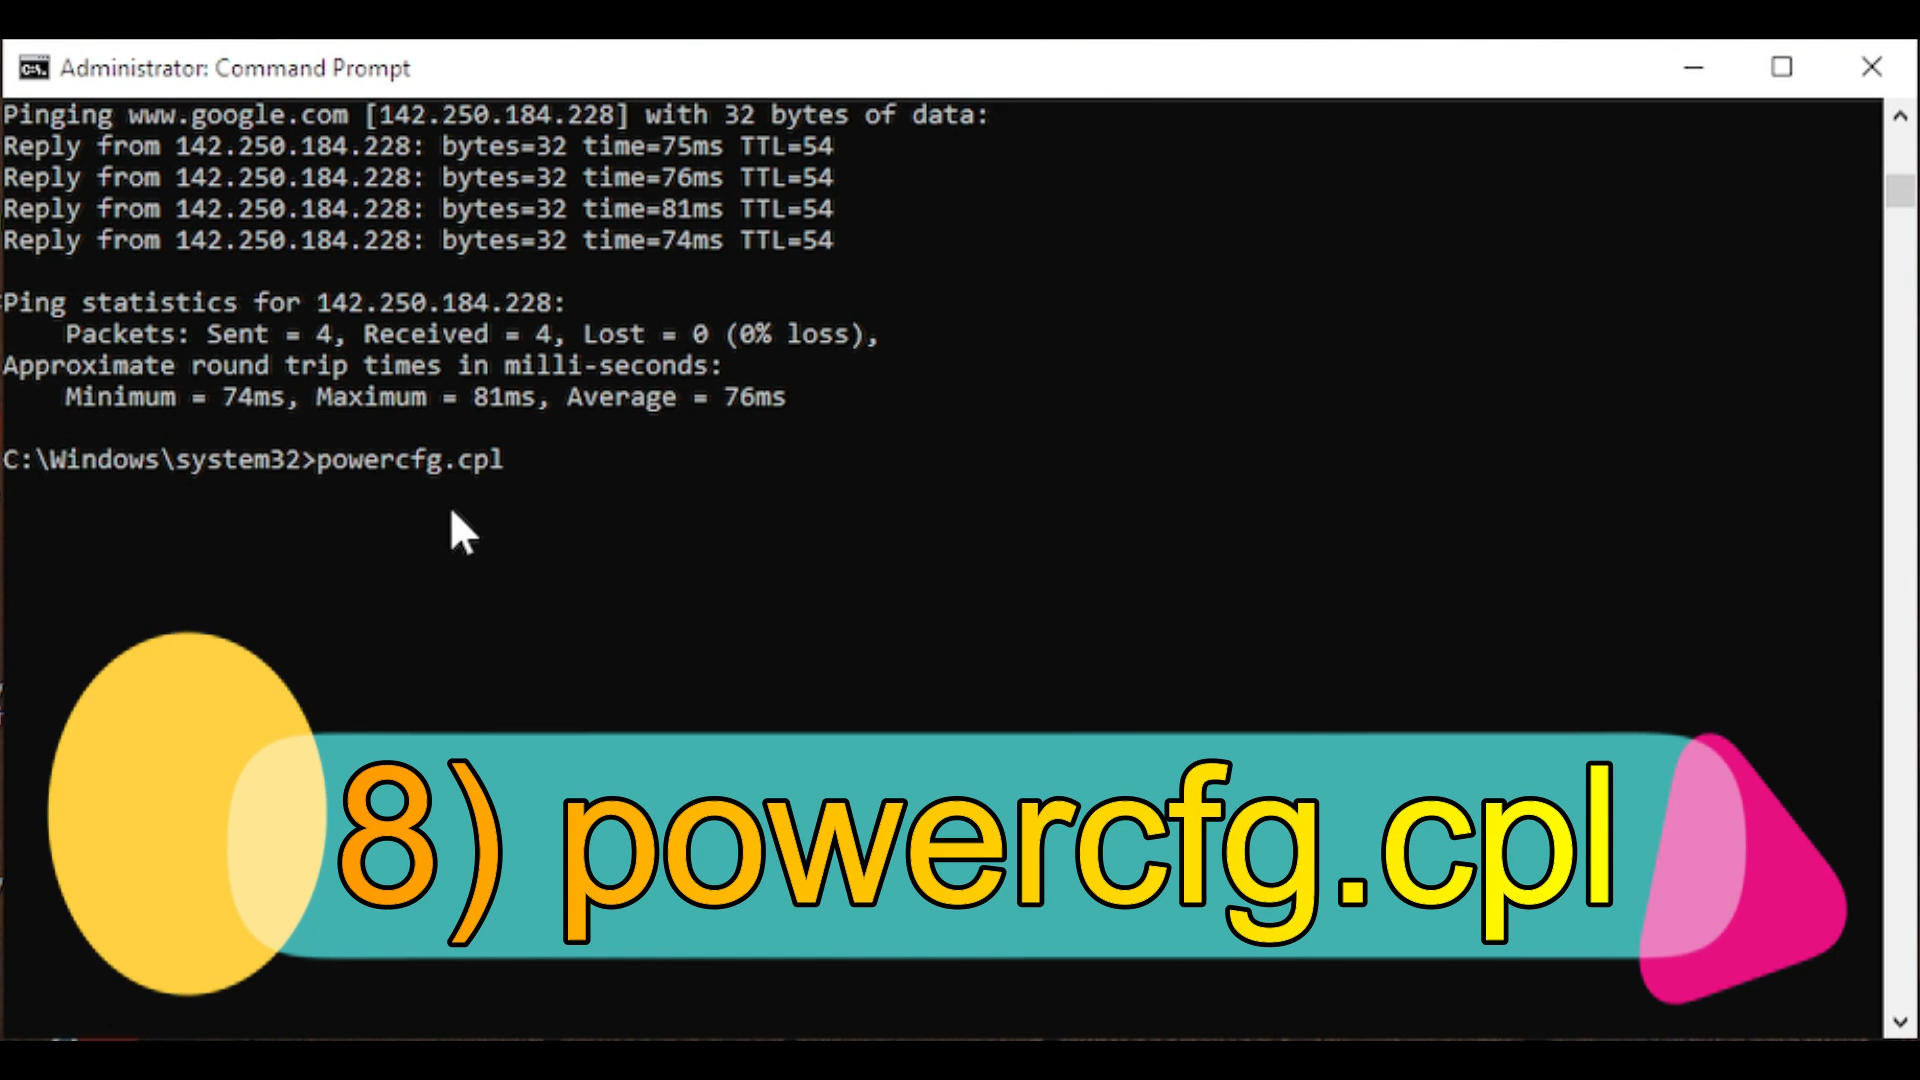 Administrator: Command Prompt
Pinging www.google.com [142.250.184.228] with 32 bytes of data:
Reply from 142.250.184.228: bytes=32 time=75ms TTL=54
Reply from 142.250.184.228: bytes=32 time=76ms TTL=54
Reply from 142.250.184.228: bytes=32 time=81ms TTL=54
Reply from 142.250.184.228: bytes=32 time=74ms TTL=54
Ping statistics for 142.250.184.228:
Packets: Sent = 4, Received = 4, Lost = 0 (0% loss),
Approximate round trip times in milli-seconds:
Minimum = 74ms, Maximum = 81ms, Average = 76ms
C:\Windows\system32>powercfg.cpl
8) powercfg.cpl